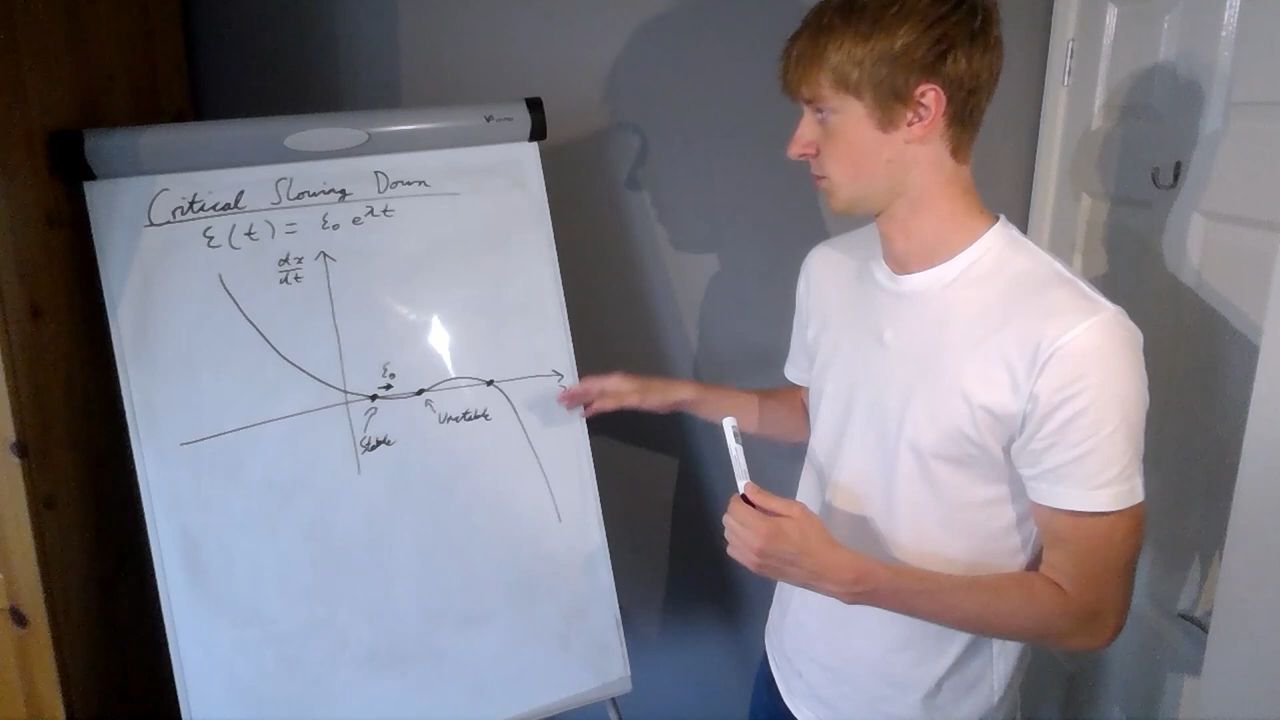 Critical Slowing Down
ε(t) = ε₀ e^λt
dx/dt
ε₀
Unstable
Stable